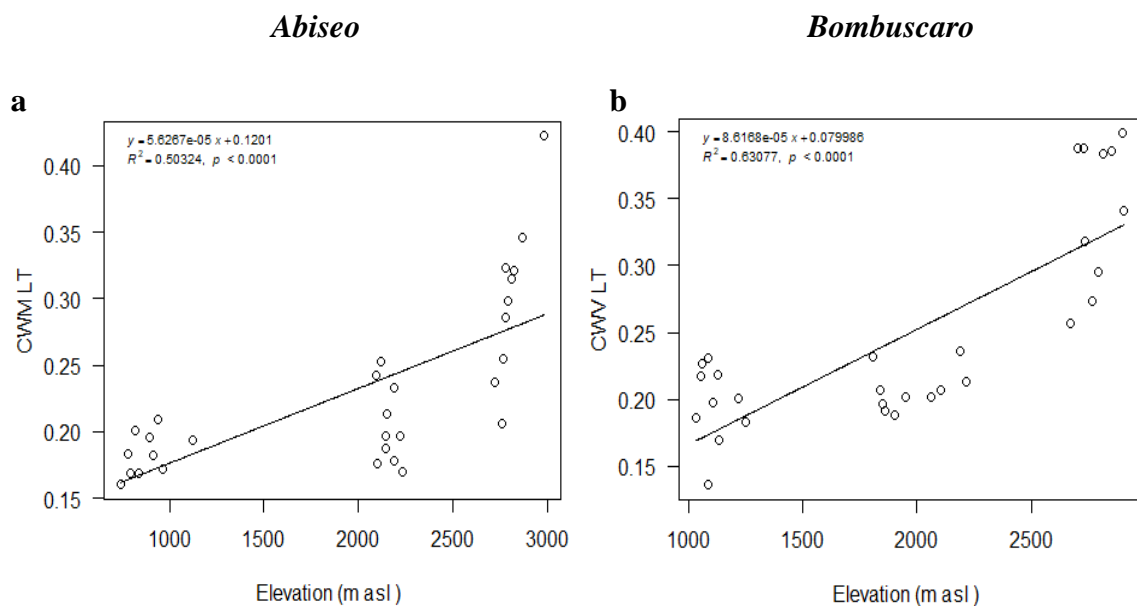 Abiseo
Bombuscaro
a
b
y = 5.6267e-05 x + 0.1201
R² = 0.50324, p < 0.0001
y = 8.6168e-05 x + 0.079986
R² = 0.63077, p < 0.0001
CWM LT
0.40
0.35
0.30
0.25
0.20
0.15
1000
1500
2000
2500
3000
Elevation (m asl )
CWV LT
0.40
0.35
0.30
0.25
0.20
0.15
1000
1500
2000
2500
Elevation (m asl )